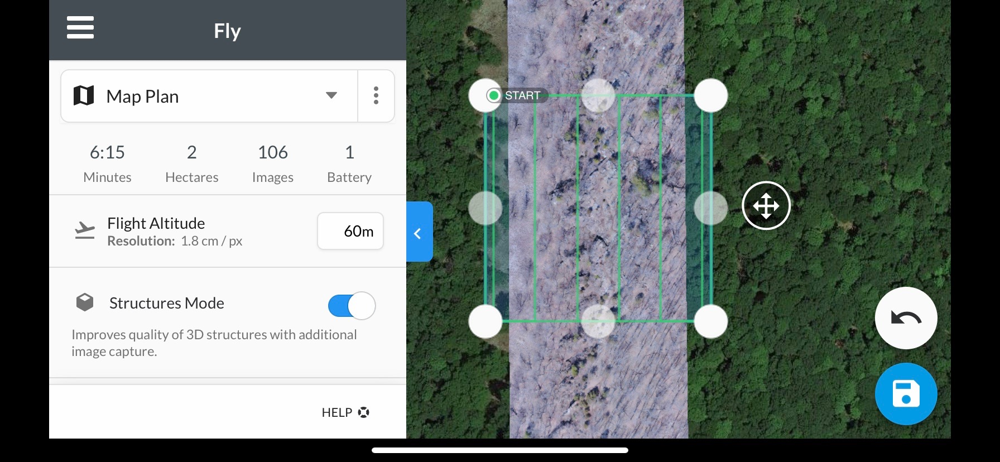 Fly
Map Plan
6:15 2 106 1
Minutes Hectares Images Battery
Flight Altitude
Resolution: 1.8 cm / px
60m
Structures Mode
Improves quality of 3D structures with additional
image capture.
HELP
START